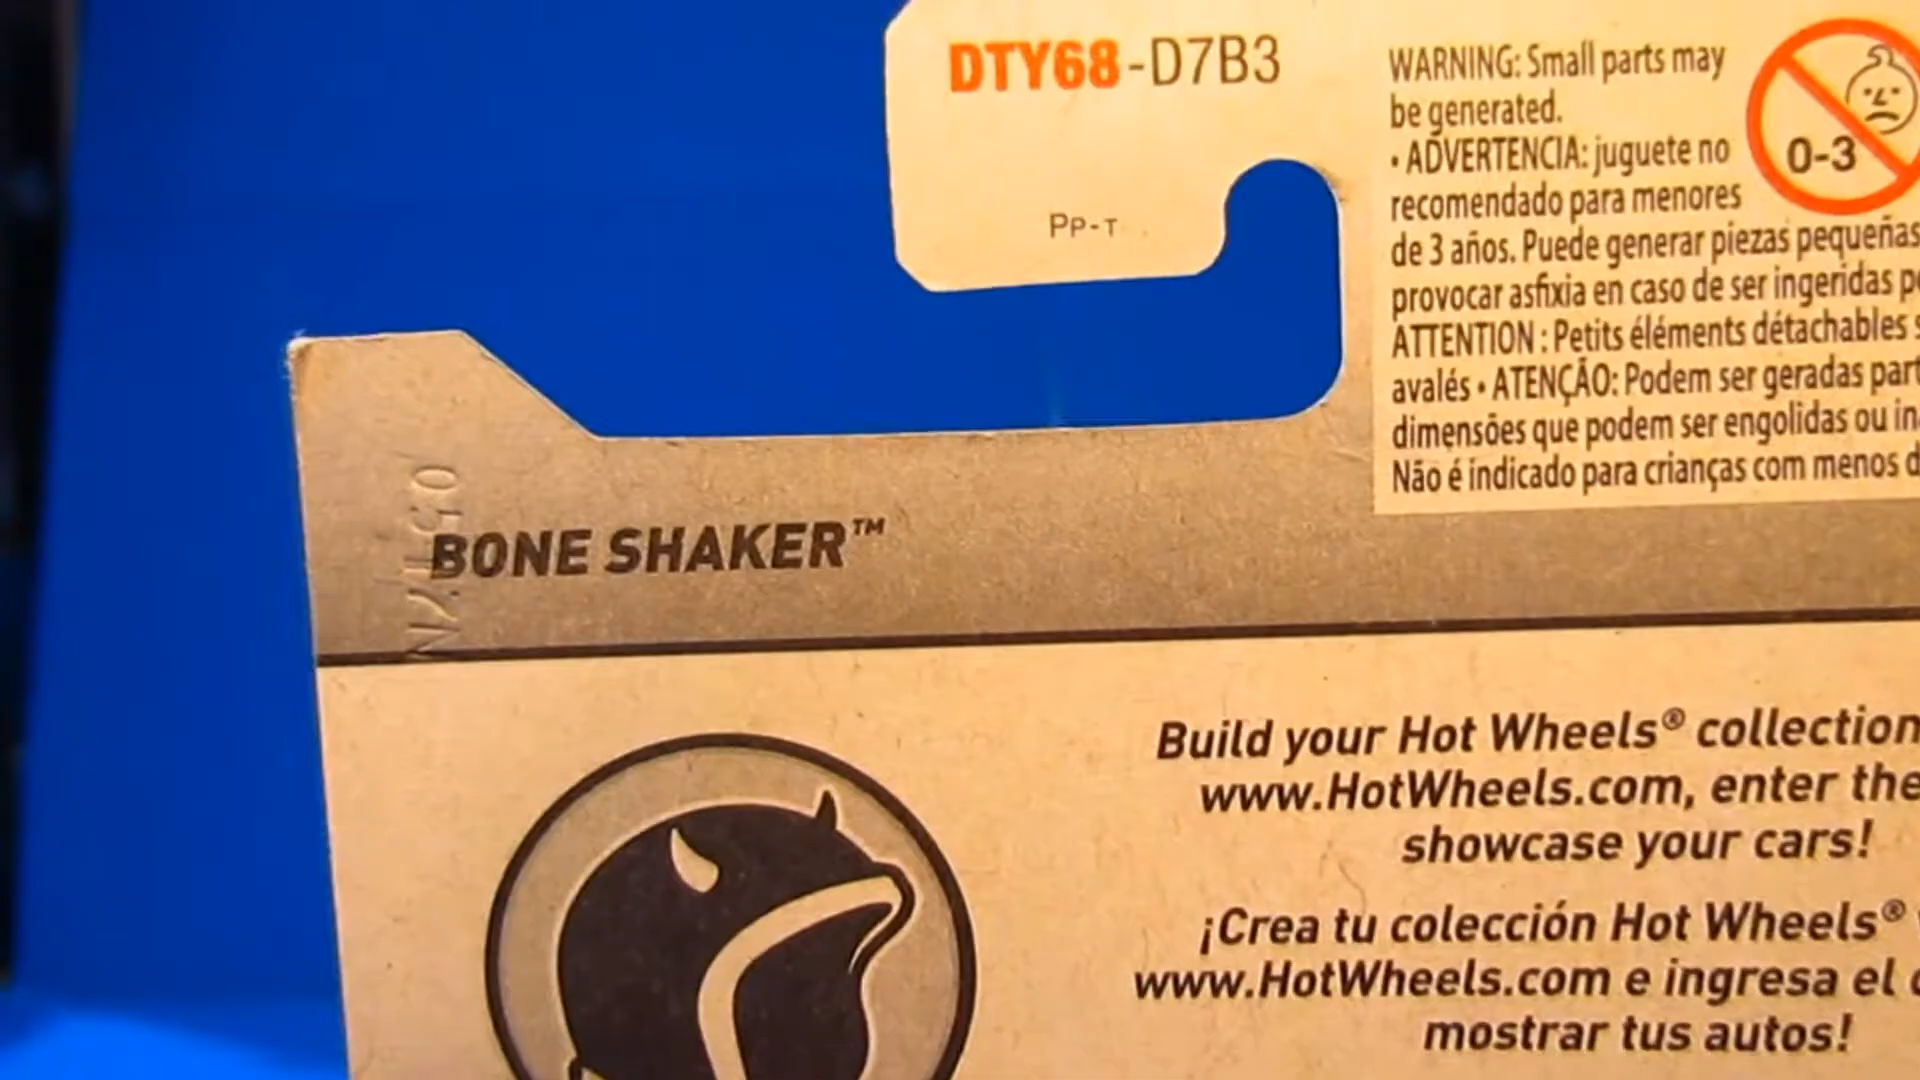 DTY68-D7B3
Pp-T
WARNING: Small parts may
be generated.
• ADVERTENCIA: juguete no
recomendado para menores
de 3 años. Puede generar piezas pequeñas
provocar asfixia en caso de ser ingeridas
ATTENTION : Petits éléments détachables
avalés • ATENÇÃO: Podem ser geradas
dimensões que podem ser engolidas ou
Não é indicado para crianças com menos
0-3
BONE SHAKER™
Build your Hot Wheels® collection
www.HotWheels.com, enter the
showcase your cars!
¡Crea tu colección Hot Wheels®
www.HotWheels.com e ingresa el
mostrar tus autos!